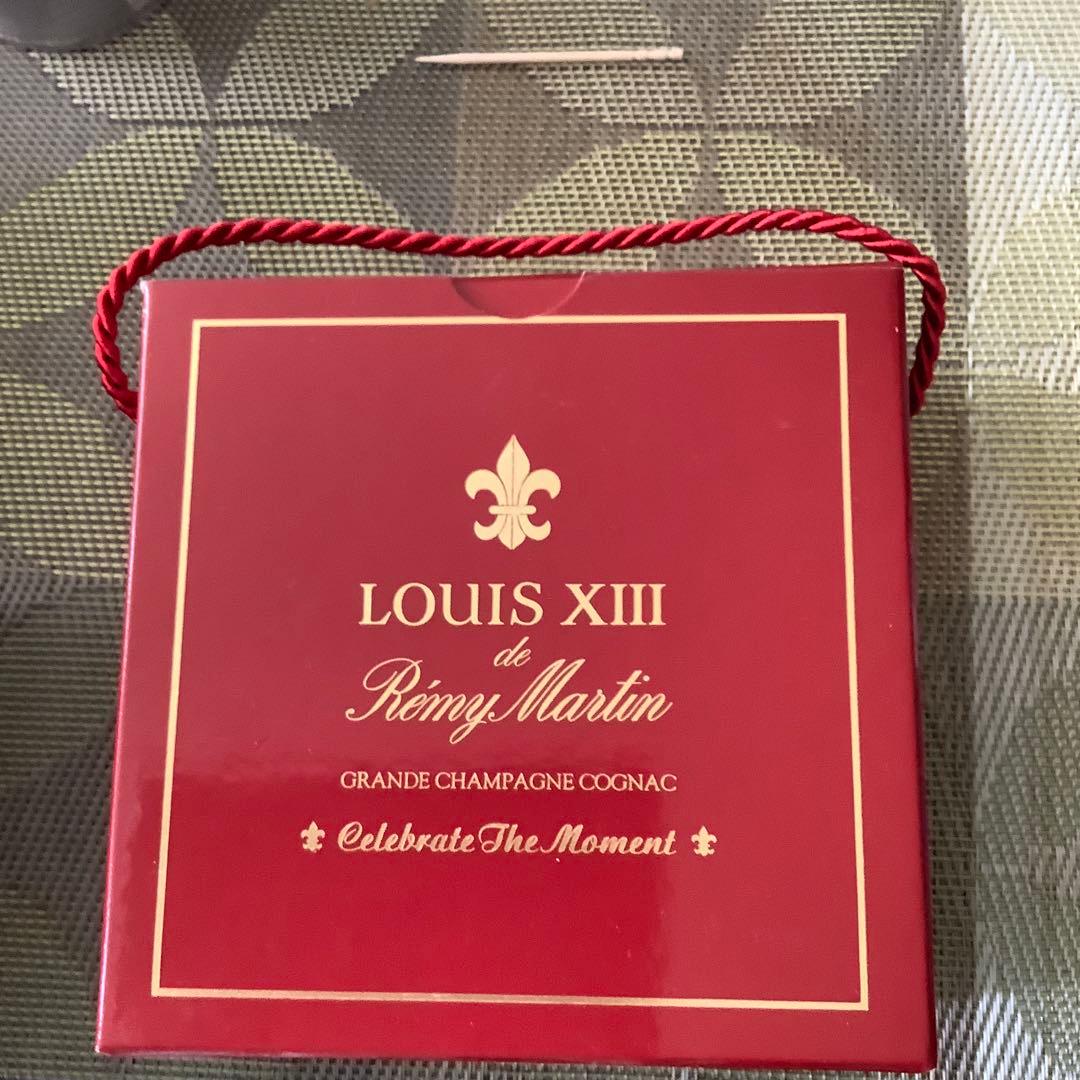 LOUIS XIII
de
Rémy Martin
GRANDE CHAMPAGNE COGNAC
Celebrate The Moment